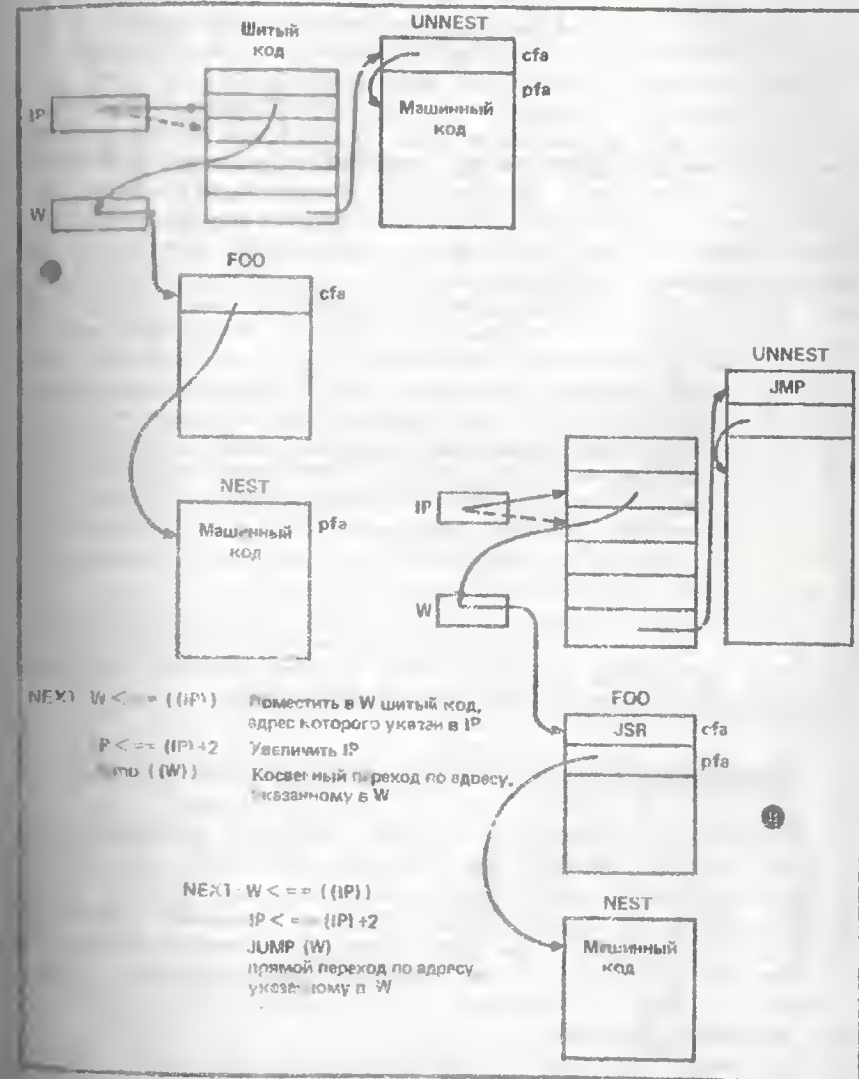 Шитый
код
UNNEST
cfa
pfa
Машинный
код
IP
W
FOO
cfa
NEST
Машинный
код
pfa
NEXT W < = = ((IP))
Поместить в W шитый код,
адрес которого указан в IP
IP < = = (IP)+2
Увеличить IP
Jump ((W))
Косвенный переход по адресу,
указанному в W
UNNEST
JMP
IP
W
FOO
JSR
cfa
pfa
NEST
Машинный
код
NEXT W < = = ((IP))
IP < = = (IP)+2
JUMP (W)
прямой переход по адресу
указанному в W